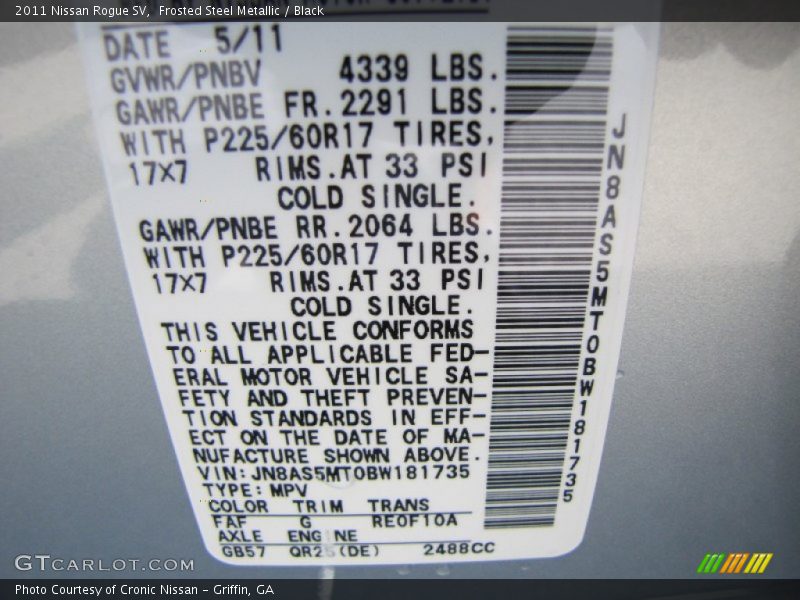 2011 Nissan Rogue SV, Frosted Steel Metallic / Black
DATE 5/11
GVWR/PNBV 4339 LBS.
GAWR/PNBE FR. 2291 LBS.
WITH P225/60R17 TIRES,
17X7 RIMS. AT 33 PSI
COLD SINGLE.
GAWR/PNBE RR. 2064 LBS.
WITH P225/60R17 TIRES,
17X7 RIMS. AT 33 PSI
COLD SINGLE.
THIS VEHICLE CONFORMS
TO ALL APPLICABLE FED-
ERAL MOTOR VEHICLE SA-
FETY AND THEFT PREVEN-
TION STANDARDS IN EFF-
ECT ON THE DATE OF MA-
NUFACTURE SHOWN ABOVE.
VIN: JN8AS5MT0BW181735
TYPE: MPV
COLOR TRIM TRANS
FAF G RE0F10A
AXLE ENGINE
GB57 QR25(DE) 2488CC
JN8AS5MT0BW181735
GTCARLOT.COM
Photo Courtesy of Cronic Nissan - Griffin, GA